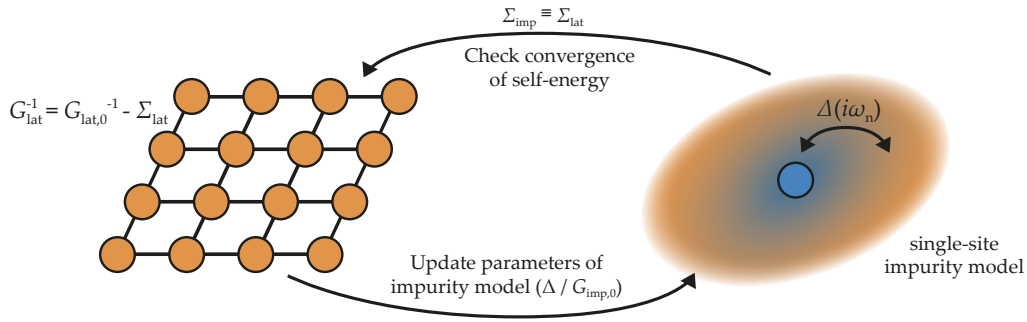 Σimp ≡ Σlat
Check convergence
of self-energy
G⁻¹lat = Glat,0⁻¹ - Σlat
Δ(iωn)
single-site
impurity model
Update parameters of
impurity model (Δ / Gimp,0)